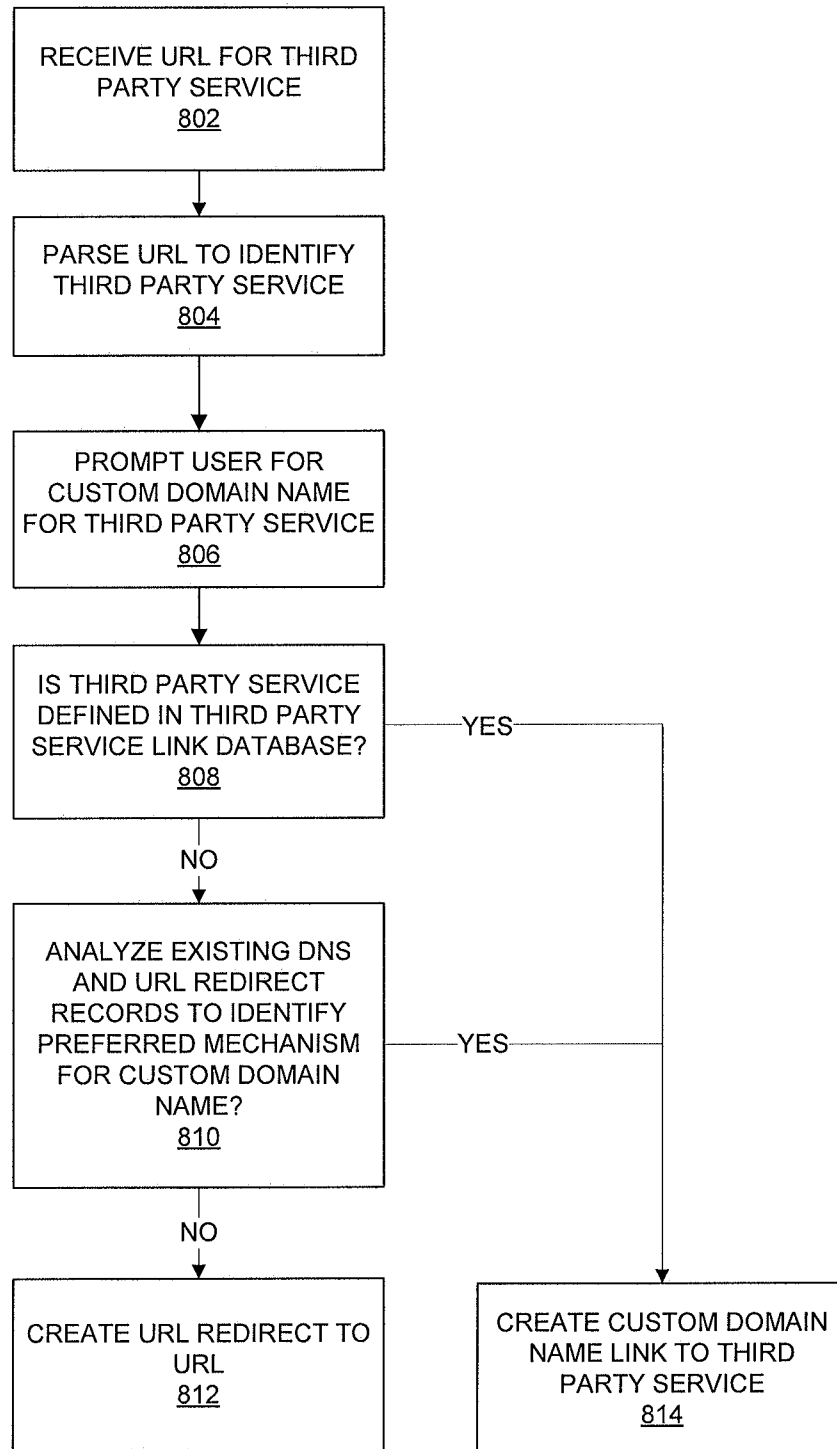 RECEIVE URL FOR THIRD
PARTY SERVICE
802
PARSE URL TO IDENTIFY
THIRD PARTY SERVICE
804
PROMPT USER FOR
CUSTOM DOMAIN NAME
FOR THIRD PARTY SERVICE
806
IS THIRD PARTY SERVICE
DEFINED IN THIRD PARTY
SERVICE LINK DATABASE?
808
YES
NO
ANALYZE EXISTING DNS
AND URL REDIRECT
RECORDS TO IDENTIFY
PREFERRED MECHANISM
FOR CUSTOM DOMAIN
NAME?
810
YES
NO
CREATE URL REDIRECT TO
URL
812
CREATE CUSTOM DOMAIN
NAME LINK TO THIRD
PARTY SERVICE
814